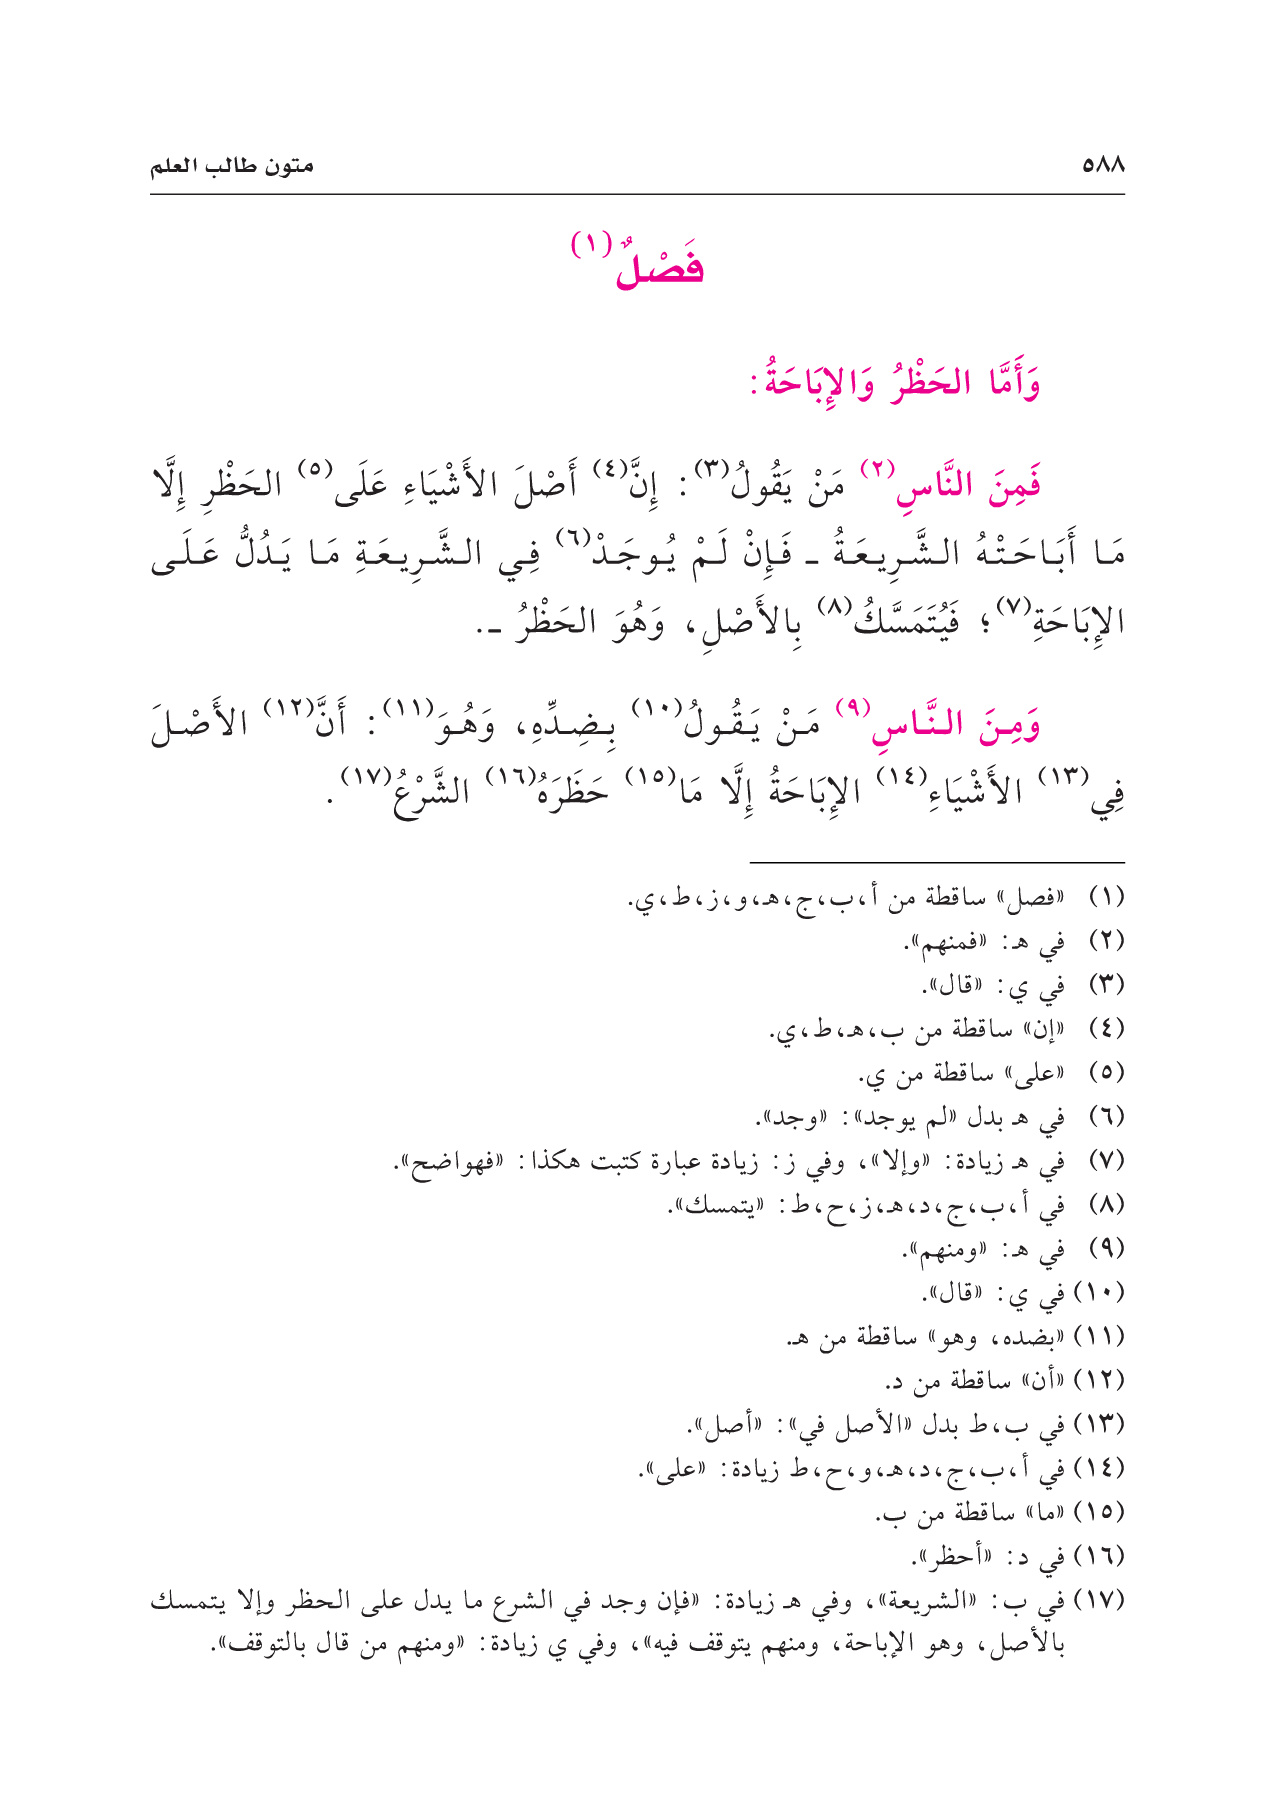 ٥٨٨ متون طالب العلم
فَصْلٌ(١)
وَأَمَّا الحَظْرُ وَالإِبَاحَةُ:
فَمِنَ النَّاسِ(٢) مَنْ يَقُولُ(٣): إِنَّ(٤) أَصْلَ الأَشْيَاءِ عَلَى(٥) الحَظْرِ إِلَّا
مَا أَبَاحَتْهُ الشَّرِيعَةُ ـ فَإِنْ لَمْ يُوجَدْ(٦) فِي الشَّرِيعَةِ مَا يَدُلُّ عَلَى
الإِبَاحَةِ(٧)؛ فَيُتَمَسَّكُ(٨) بِالأَصْلِ، وَهُوَ الحَظْرُ ـ.
وَمِنَ النَّاسِ(٩) مَنْ يَقُولُ(١٠) بِضِدِّهِ، وَهُوَ(١١): أَنَّ(١٢) الأَصْلَ
فِي(١٣) الأَشْيَاءِ(١٤) الإِبَاحَةُ إِلَّا مَا(١٥) حَظَرَهُ(١٦) الشَّرْعُ(١٧).
(١) «فصل» ساقطة من أ،ب،ج،هـ،و،ز،ط،ي.
(٢) في هـ: «فمنهم».
(٣) في ي: «قال».
(٤) «إن» ساقطة من ب،هـ،ط،ي.
(٥) «على» ساقطة من ي.
(٦) في هـ بدل «لم يوجد»: «وجد».
(٧) في هـ زيادة: «وإلا»، وفي ز: زيادة عبارة كتبت هكذا: «فهواضح».
(٨) في أ،ب،ج،د،هـ،ز،ح،ط: «يتمسك».
(٩) في هـ: «ومنهم».
(١٠) في ي: «قال».
(١١) «بضده، وهو» ساقطة من هـ.
(١٢) «أن» ساقطة من د.
(١٣) في ب،ط بدل «الأصل في»: «أصل».
(١٤) في أ،ب،ج،د،هـ،و،ح،ط زيادة: «على».
(١٥) «ما» ساقطة من ب.
(١٦) في د: «أحظر».
(١٧) في ب: «الشريعة»، وفي هـ زيادة: «فإن وجد في الشرع ما يدل على الحظر وإلا يتمسك
بالأصل، وهو الإباحة، ومنهم يتوقف فيه»، وفي ي زيادة: «ومنهم من قال بالتوقف».